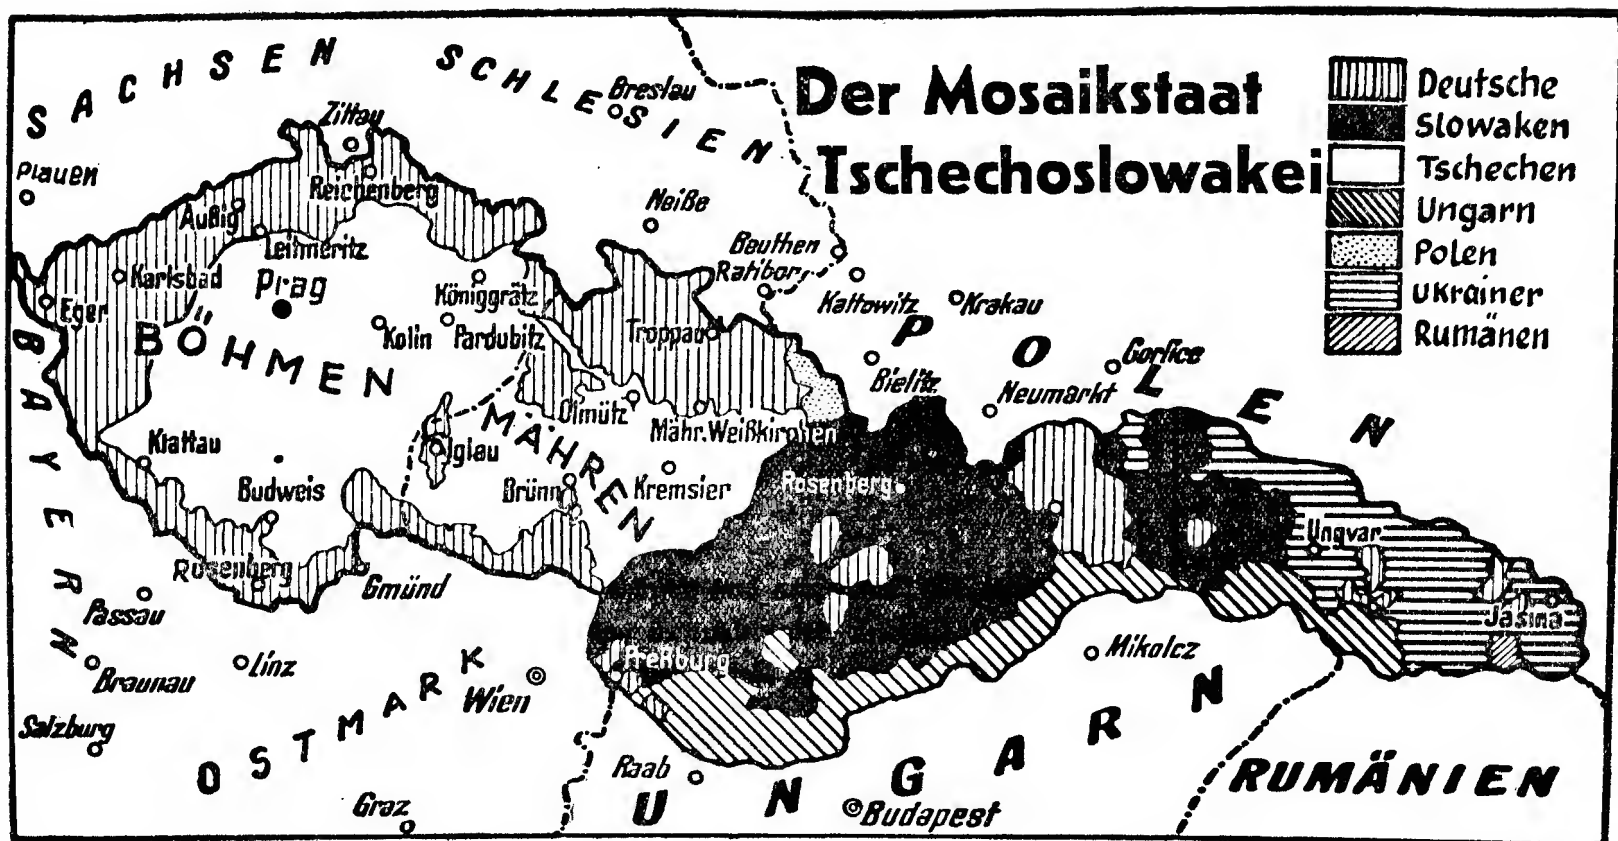 Der Mosaikstaat
Tschechoslowakei
Deutsche
Slowaken
Tschechen
Ungarn
Polen
Ukrainer
Rumänen
SACHSEN
SCHLESIEN
Breslau
Zittau
Plauen
Reichenberg
Neiße
Außig
Leitmeritz
Beuthen
Ratibor
Karlsbad
Prag
Königgrätz
Kattowitz
Krakau
Eger
BÖHMEN
Kolin
Pardubitz
Troppau
POLEN
Gorlice
Bielitz
Neumarkt
BAYERN
Olmütz
Mähr. Weißkirchen
MÄHREN
Klattau
Iglau
Budweis
Brünn
Kremsier
Rosenberg
Ungvar
Rosenberg
Gmünd
Passau
Jasina
Preßburg
Mikolcz
Braunau
Linz
Wien
OSTMARK
Salzburg
Raab
UNGARN
RUMÄNIEN
Graz
Budapest